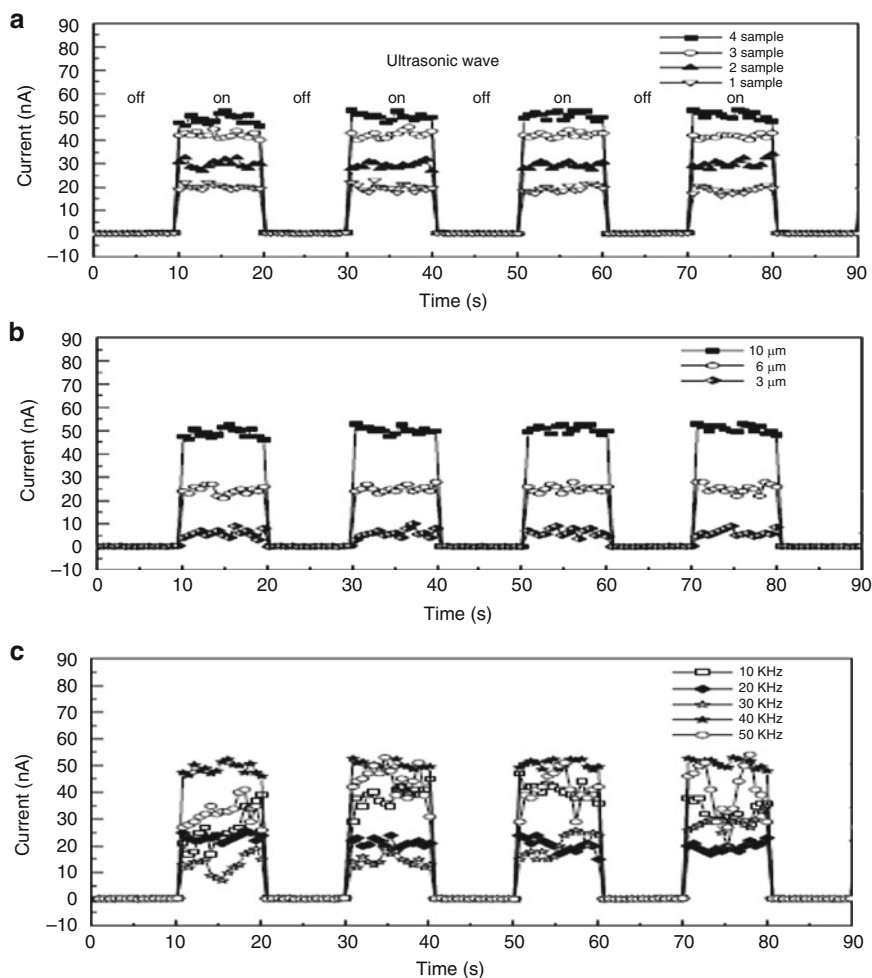 a
90
80
70
60
50
40
30
20
10
0
–10
Current (nA)
Ultrasonic wave
off on off on off on off on
4 sample
3 sample
2 sample
1 sample
0 10 20 30 40 50 60 70 80 90
Time (s)
b
90
80
70
60
50
40
30
20
10
0
–10
Current (nA)
10 μm
6 μm
3 μm
0 10 20 30 40 50 60 70 80 90
Time (s)
c
90
80
70
60
50
40
30
20
10
0
–10
Current (nA)
10 KHz
20 KHz
30 KHz
40 KHz
50 KHz
0 10 20 30 40 50 60 70 80 90
Time (s)